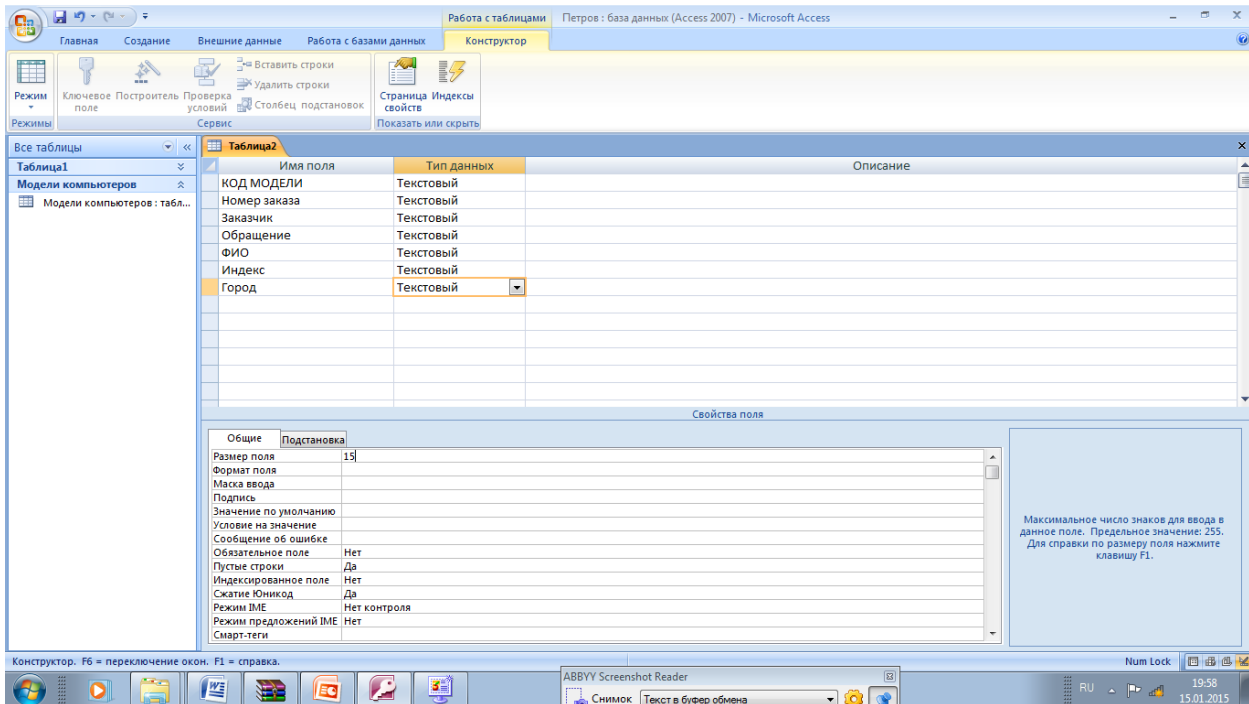 Работа с таблицами
Петров : база данных (Access 2007) - Microsoft Access
Главная Создание Внешние данные Работа с базами данных Конструктор
Режим
Ключевое поле
Построитель
Проверка условий
Вставить строки
Удалить строки
Столбец подстановок
Страница свойств
Индексы
Режимы Сервис Показать или скрыть
Все таблицы
Таблица1
Модели компьютеров
Модели компьютеров : табл...
Таблица2
Имя поля Тип данных Описание
КОД МОДЕЛИ Текстовый
Номер заказа Текстовый
Заказчик Текстовый
Обращение Текстовый
ФИО Текстовый
Индекс Текстовый
Город Текстовый
Свойства поля
Общие Подстановка
Размер поля 15
Формат поля
Маска ввода
Подпись
Значение по умолчанию
Условие на значение
Сообщение об ошибке
Обязательное поле Нет
Пустые строки Да
Индексированное поле Нет
Сжатие Юникод Да
Режим IME Нет контроля
Режим предложений IME Нет
Смарт-теги
Максимальное число знаков для ввода в
данное поле. Предельное значение: 255.
Для справки по размеру поля нажмите
клавишу F1.
Конструктор. F6 = переключение окон. F1 = справка.
Num Lock
ABBYY Screenshot Reader
Снимок Текст в буфер обмена
RU
19:58
15.01.2015